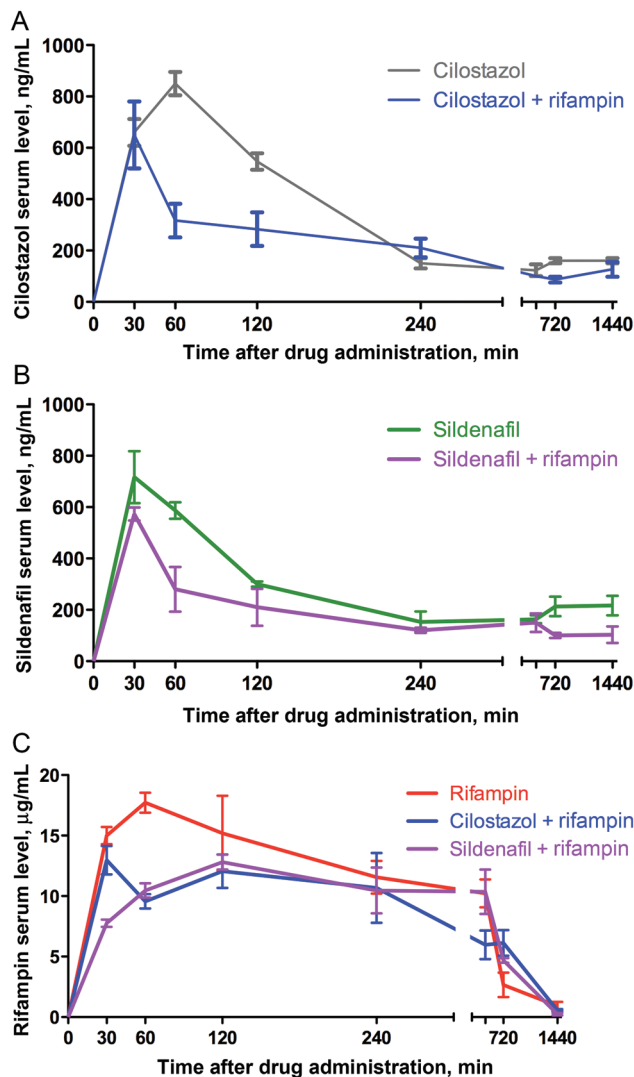 A
Cilostazol serum level, ng/mL
1000
800
600
400
200
0
Cilostazol
Cilostazol + rifampin
0 30 60 120 240 720 1440
Time after drug administration, min
B
Sildenafil serum level, ng/mL
1000
800
600
400
200
0
Sildenafil
Sildenafil + rifampin
0 30 60 120 240 720 1440
Time after drug administration, min
C
Rifampin serum level, µg/mL
20
15
10
5
0
Rifampin
Cilostazol + rifampin
Sildenafil + rifampin
0 30 60 120 240 720 1440
Time after drug administration, min